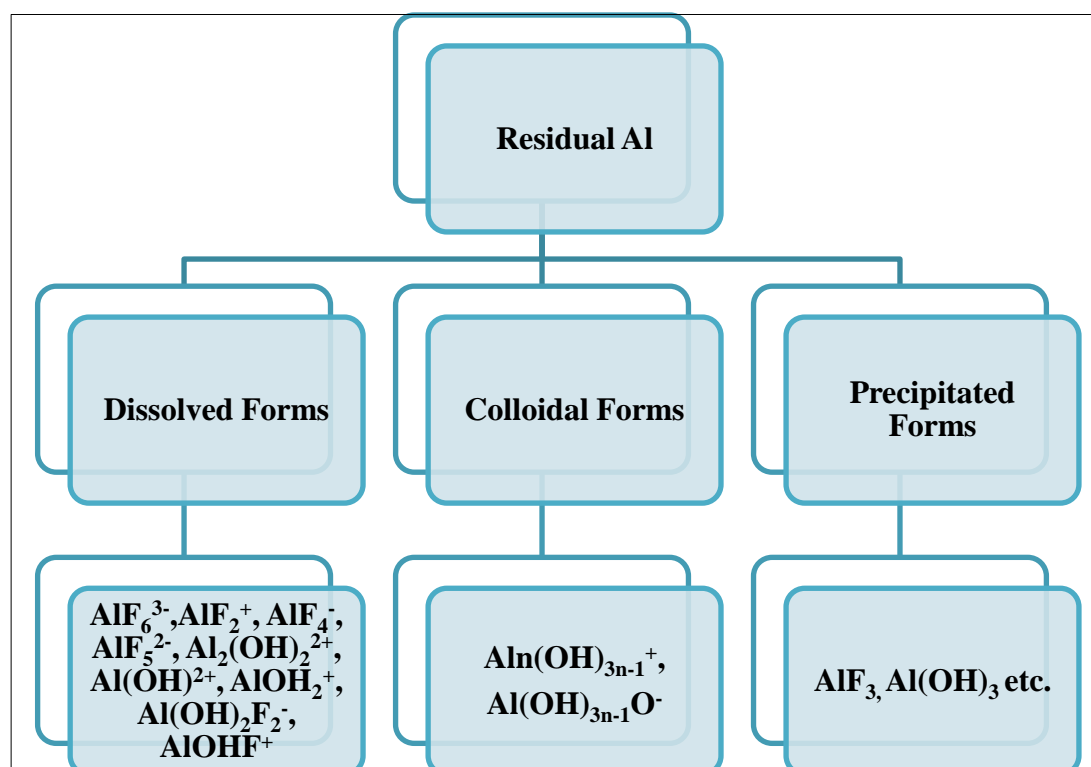 Residual Al
Dissolved Forms
Colloidal Forms
Precipitated
Forms
AlF₆³⁻,AlF₂⁺, AlF₄⁻,
AlF₅²⁻, Al₂(OH)₂²⁺,
Al(OH)²⁺, AlOH₂⁺,
Al(OH)₂F₂⁻,
AlOHF⁺
Aln(OH)₃ₙ₋₁⁺,
Al(OH)₃ₙ₋₁O⁻
AlF₃, Al(OH)₃ etc.